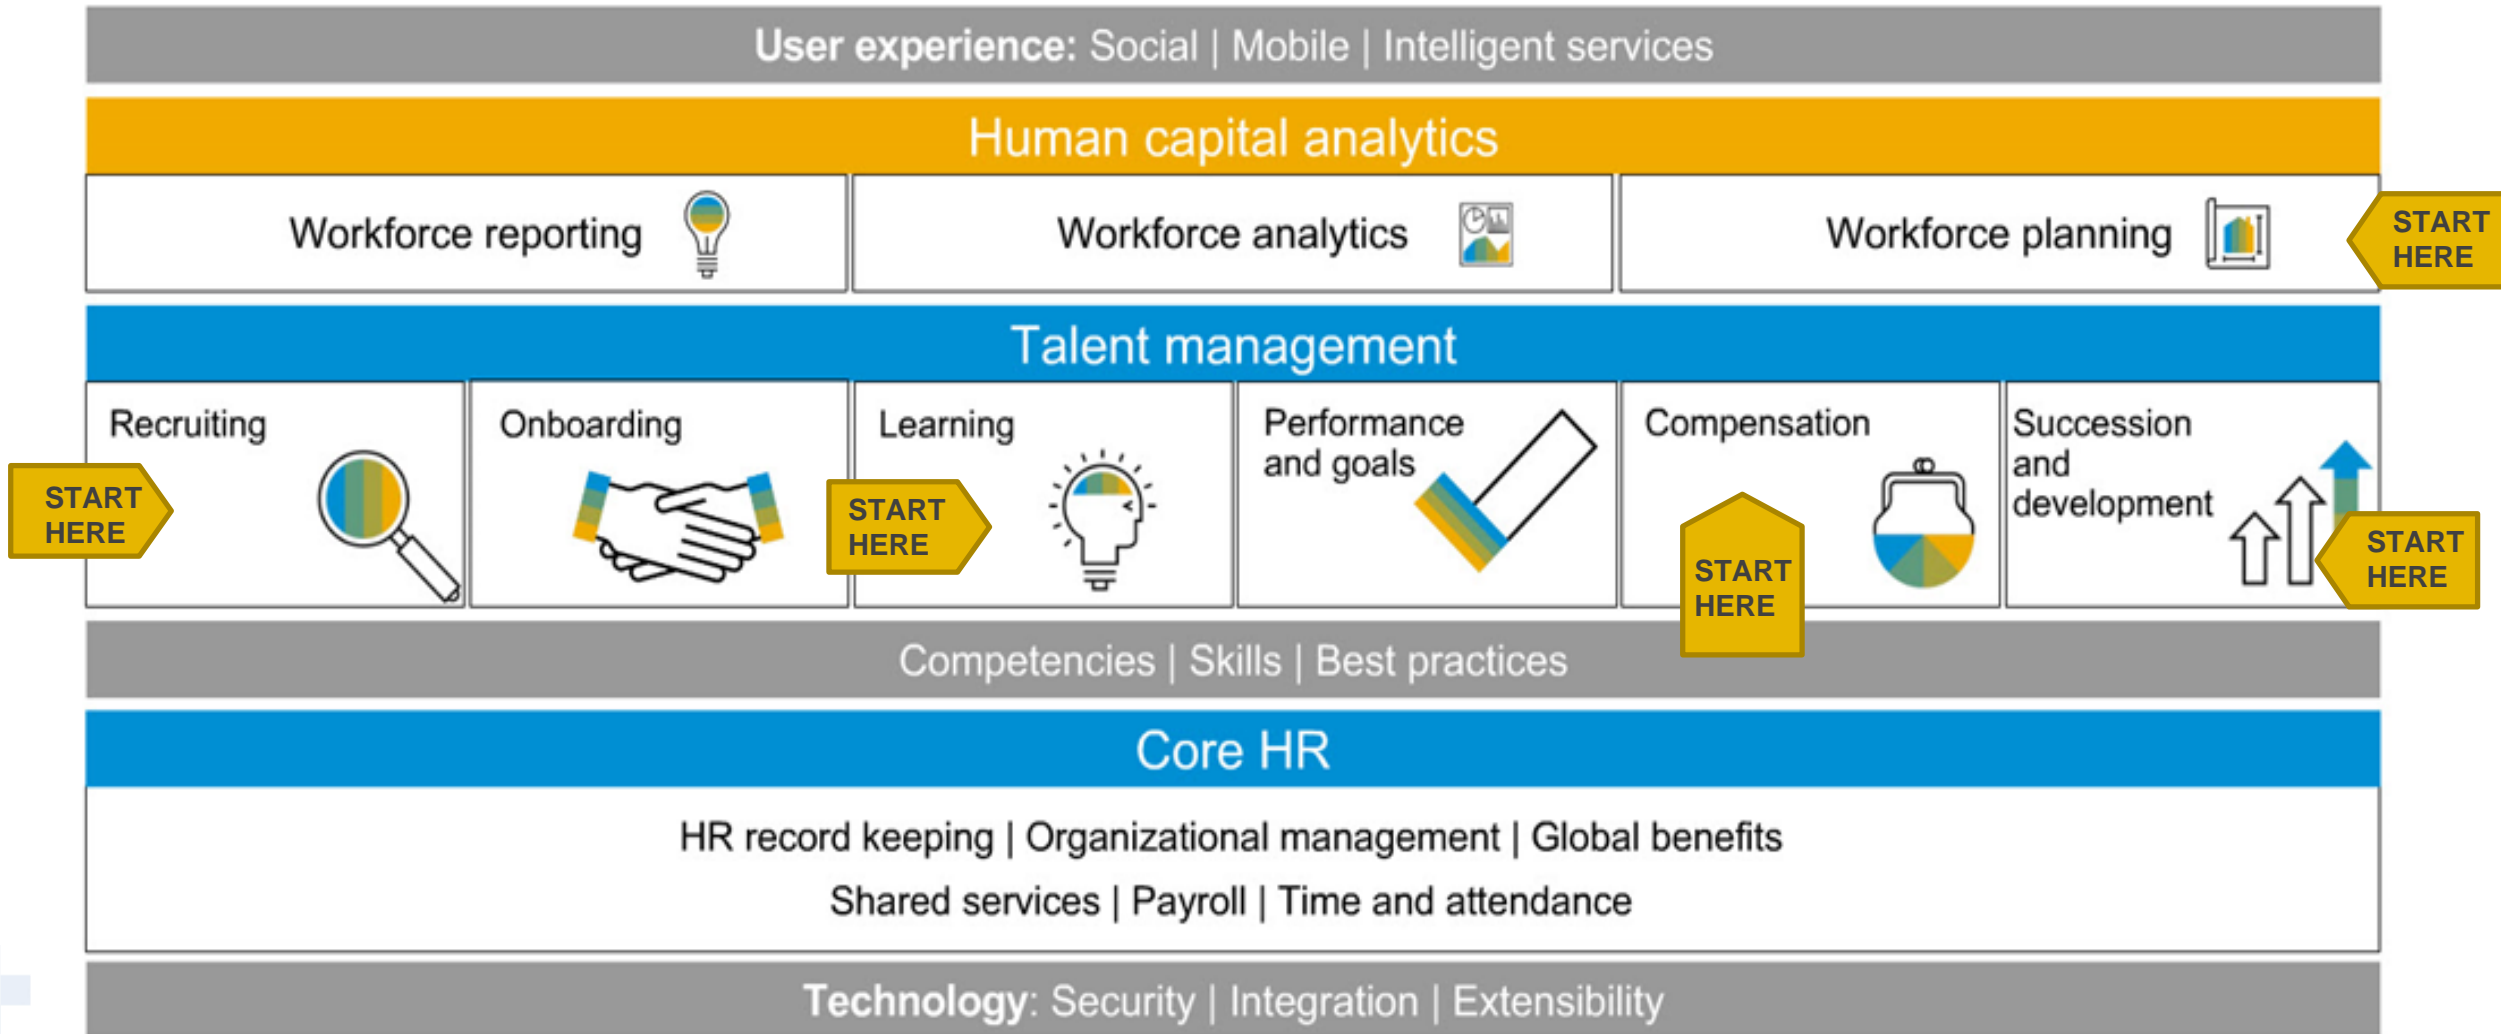 User experience: Social | Mobile | Intelligent services
Human capital analytics
Workforce reporting
Workforce analytics
Workforce planning
START
HERE
Talent management
Recruiting
START
HERE
Onboarding
Learning
START
HERE
Performance
and goals
Compensation
START
HERE
Succession
and
development
START
HERE
Competencies | Skills | Best practices
Core HR
HR record keeping | Organizational management | Global benefits
Shared services | Payroll | Time and attendance
Technology: Security | Integration | Extensibility